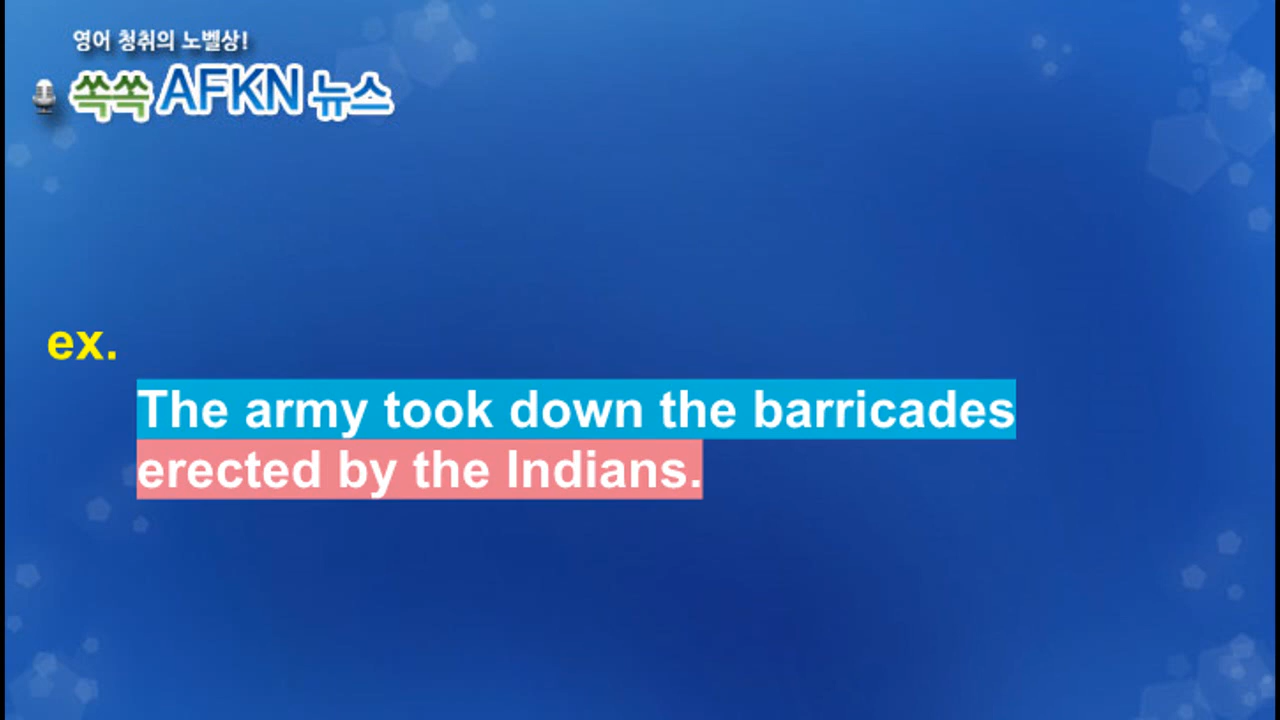 영어 청취의 노벨상!
쏙쏙 AFKN 뉴스
ex.
The army took down the barricades
erected by the Indians.